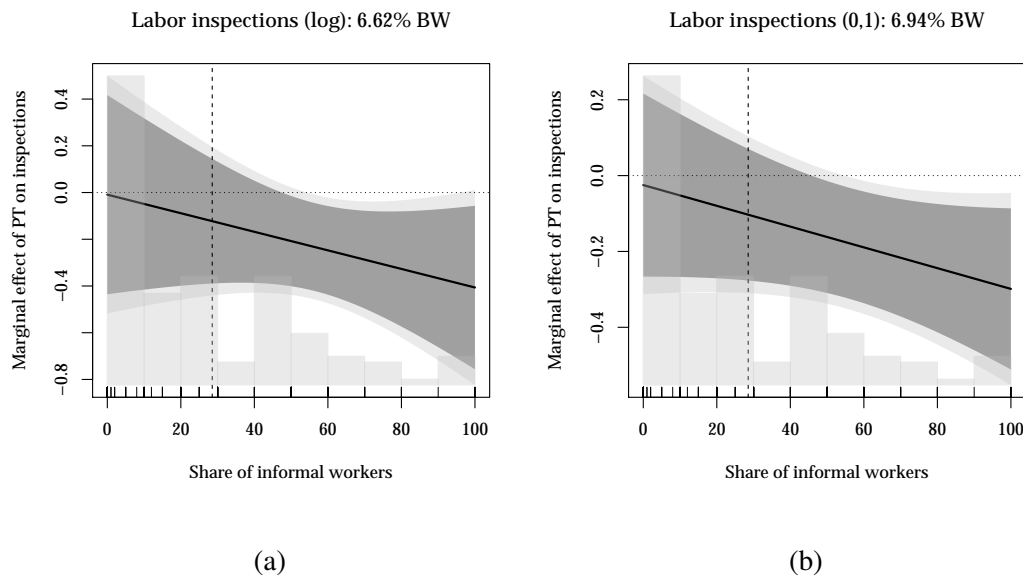 Labor inspections (log): 6.62% BW
Marginal effect of PT on inspections
0.4
0.2
0.0
−0.4
−0.8
0 20 40 60 80 100
Share of informal workers
(a)
Labor inspections (0,1): 6.94% BW
Marginal effect of PT on inspections
0.2
0.0
−0.2
−0.4
0 20 40 60 80 100
Share of informal workers
(b)